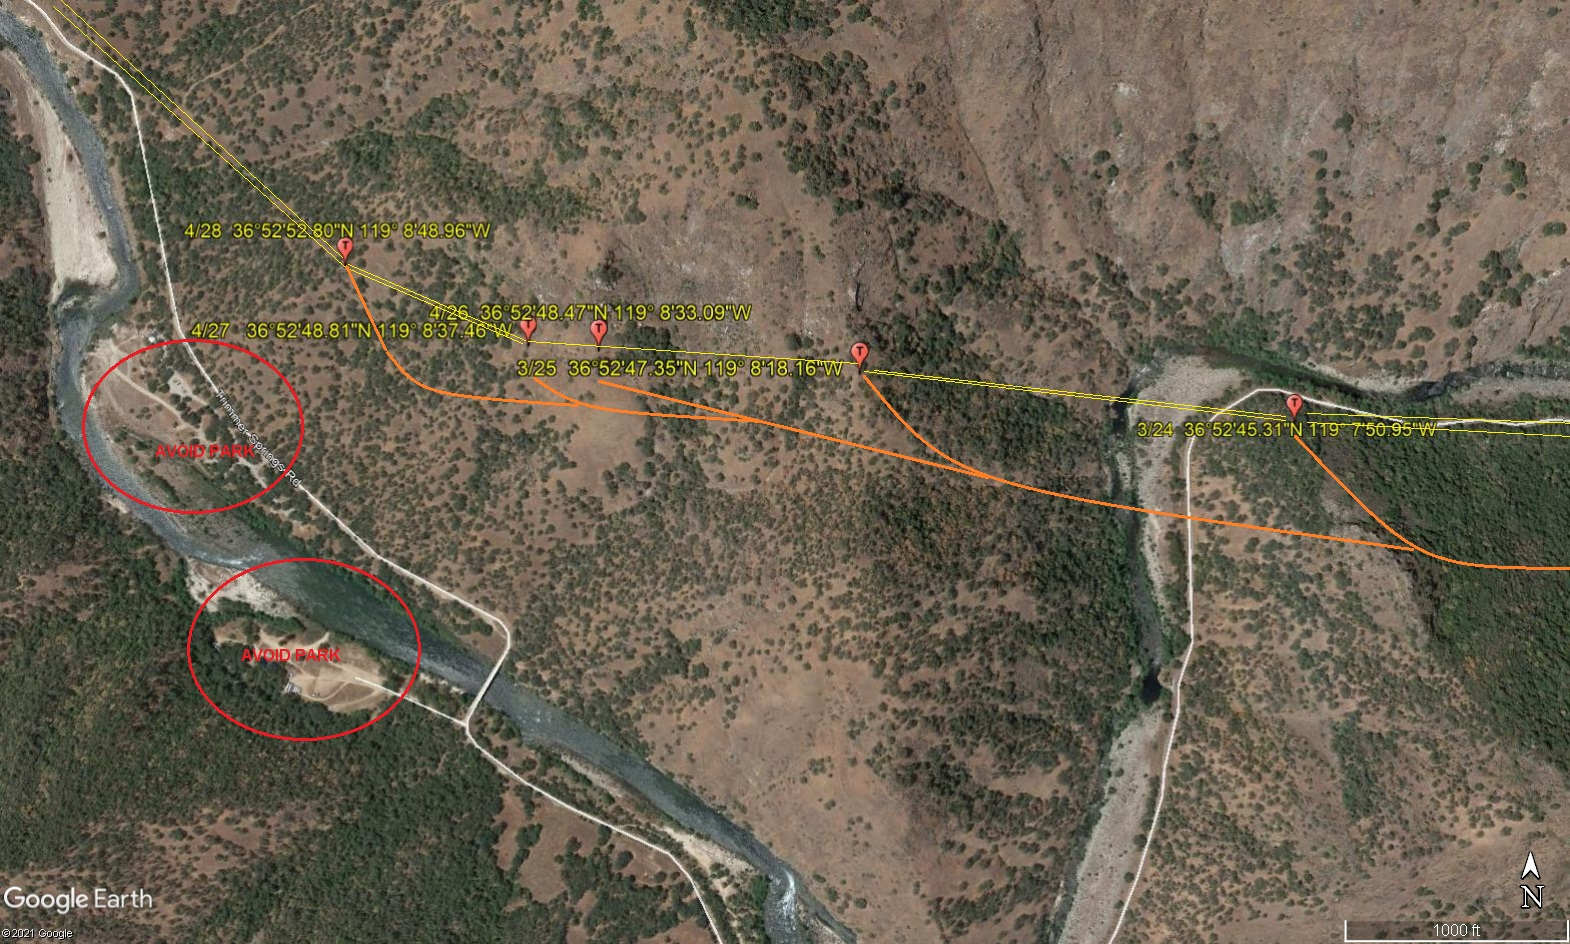 4/28  36°52'52.80"N 119° 8'48.96"W
4/26  36°52'48.47"N 119° 8'33.09"W
4/27  36°52'48.81"N 119° 8'37.46"W
3/25  36°52'47.35"N 119° 8'18.16"W
3/24  36°52'45.31"N 119° 7'50.95"W
T
T
T
T
T
Trimmer Springs Rd
AVOID PARK
AVOID PARK
N
Google Earth
©2021 Google
1000 ft